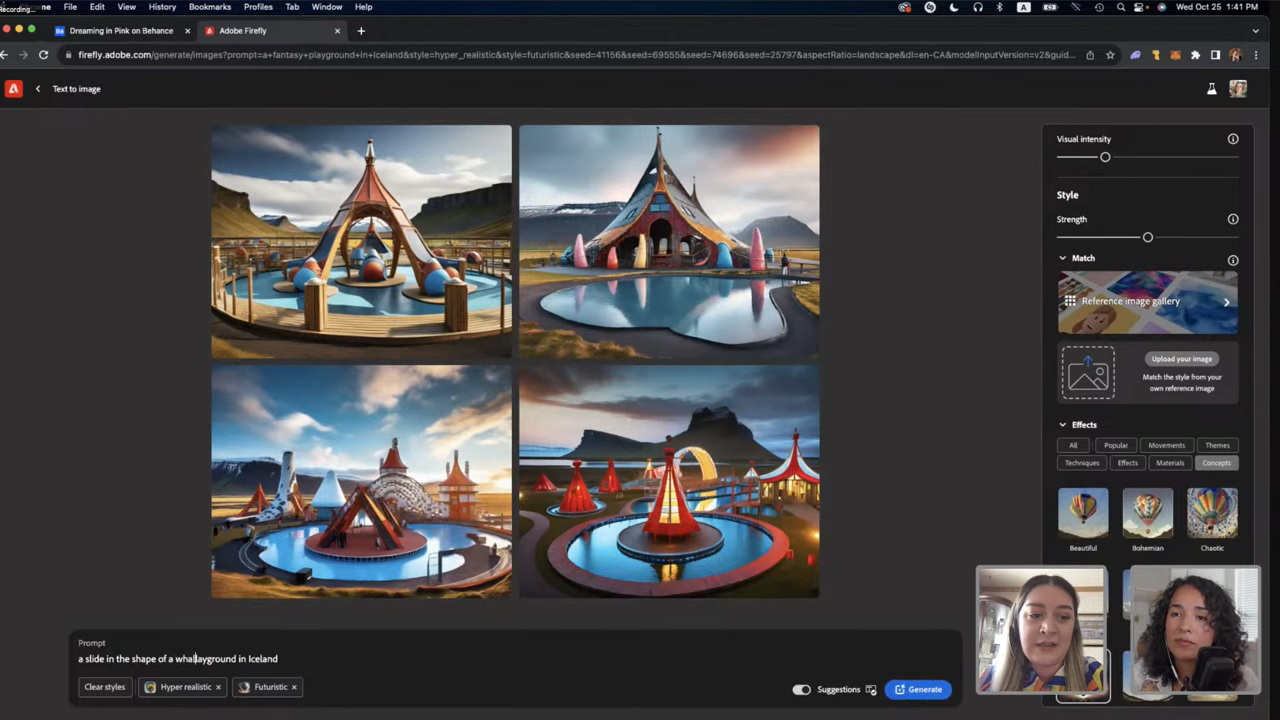 Recording...
ome File Edit View History Bookmarks Profiles Tab Window Help
A
Wed Oct 25 1:41 PM
Bē Dreaming in Pink on Behance ×
Adobe Firefly ×
+
firefly.adobe.com/generate/images?prompt=a+fantasy+playground+in+Iceland&style=hyper_realistic&style=futuristic&seed=41156&seed=69555&seed=74696&seed=25797&aspectRatio=landscape&dl=en-CA&modelInputVersion=v2&guid...
Text to image
Visual intensity
Style
Strength
Match
Reference image gallery
Upload your image
Match the style from your
own reference image
Effects
All Popular Movements Themes
Techniques Effects Materials Concepts
Beautiful Bohemian Chaotic
Prompt
a slide in the shape of a whallayground in Iceland
Clear styles Hyper realistic × Futuristic ×
Suggestions
Generate